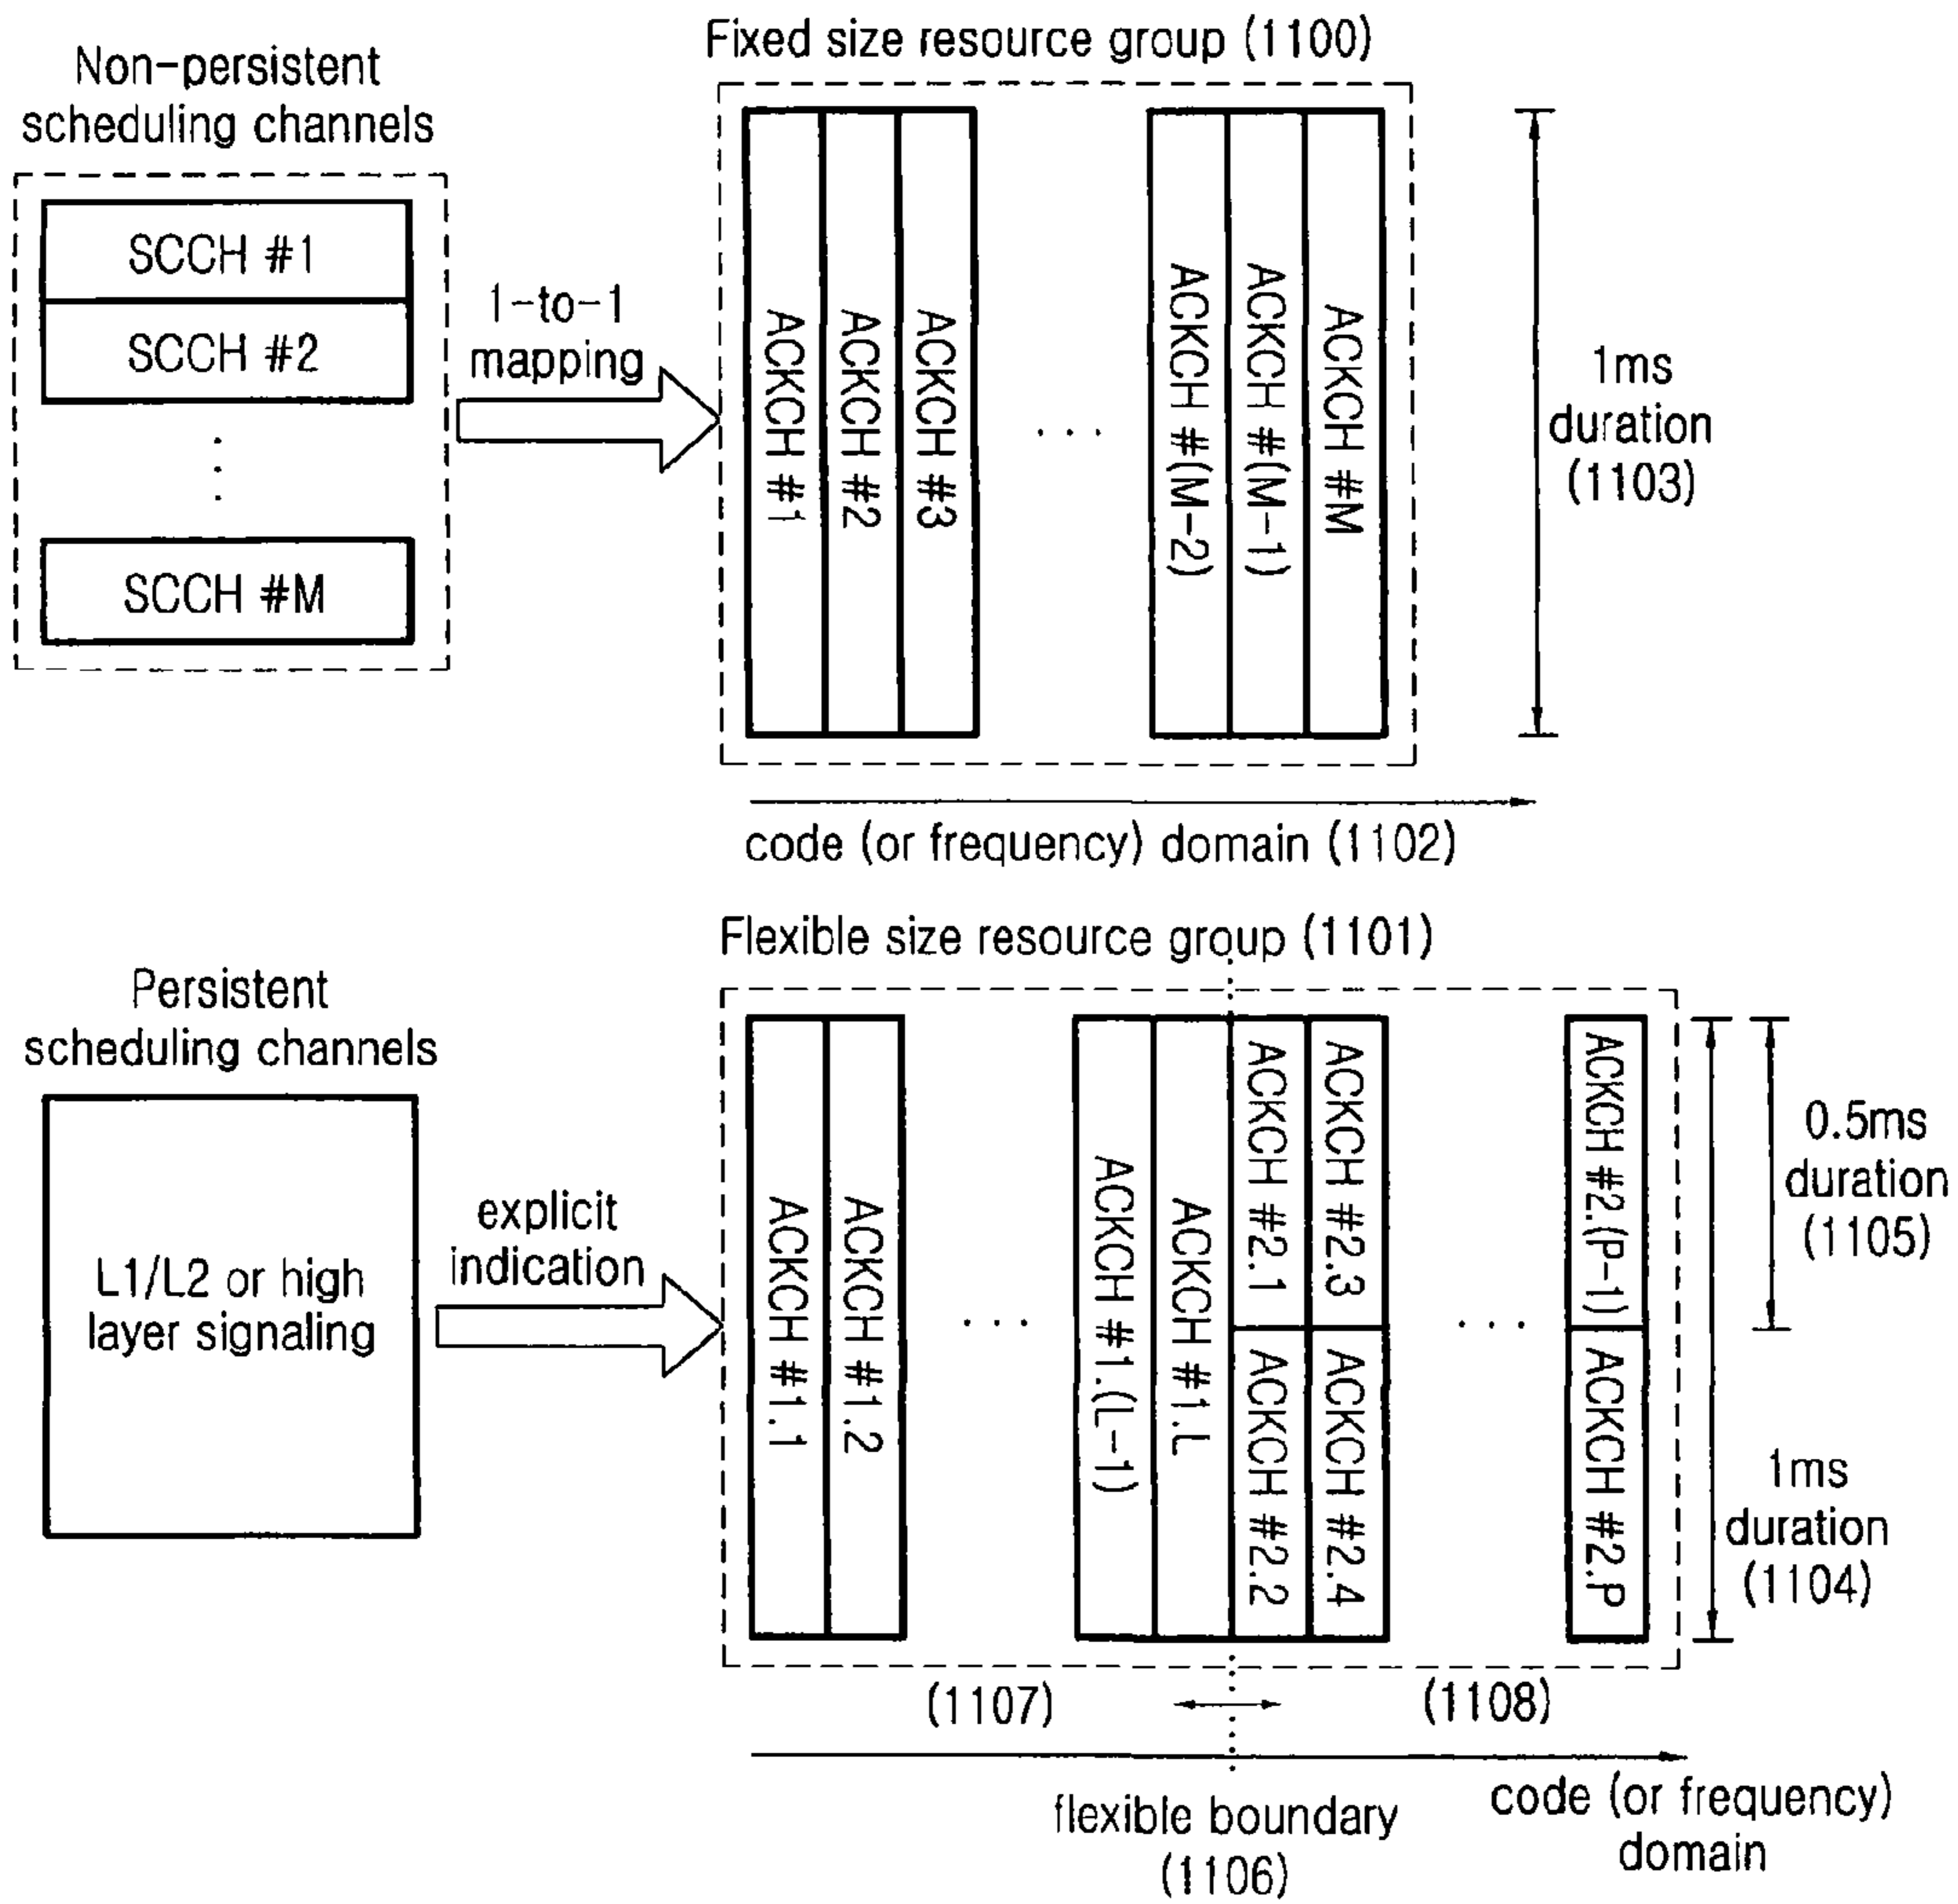 Fixed size resource group (1100)
Non-persistent
scheduling channels
SCCH #1
SCCH #2
SCCH #M
1-to-1
mapping
ACKCH #1
ACKCH #2
ACKCH #3
ACKCH #(M-2)
ACKCH #(M-1)
ACKCH #M
1ms
duration
(1103)
code (or frequency) domain (1102)
Flexible size resource group (1101)
Persistent
scheduling channels
L1/L2 or high
layer signaling
explicit
indication
ACKCH #1.1
ACKCH #1.2
ACKCH #1.(L-1)
ACKCH #1.L
ACKCH #2.1
ACKCH #2.2
ACKCH #2.3
ACKCH #2.4
ACKCH #2.(P-1)
ACKCH #2.P
0.5ms
duration
(1105)
1ms
duration
(1104)
(1107)
(1108)
flexible boundary
(1106)
code (or frequency)
domain